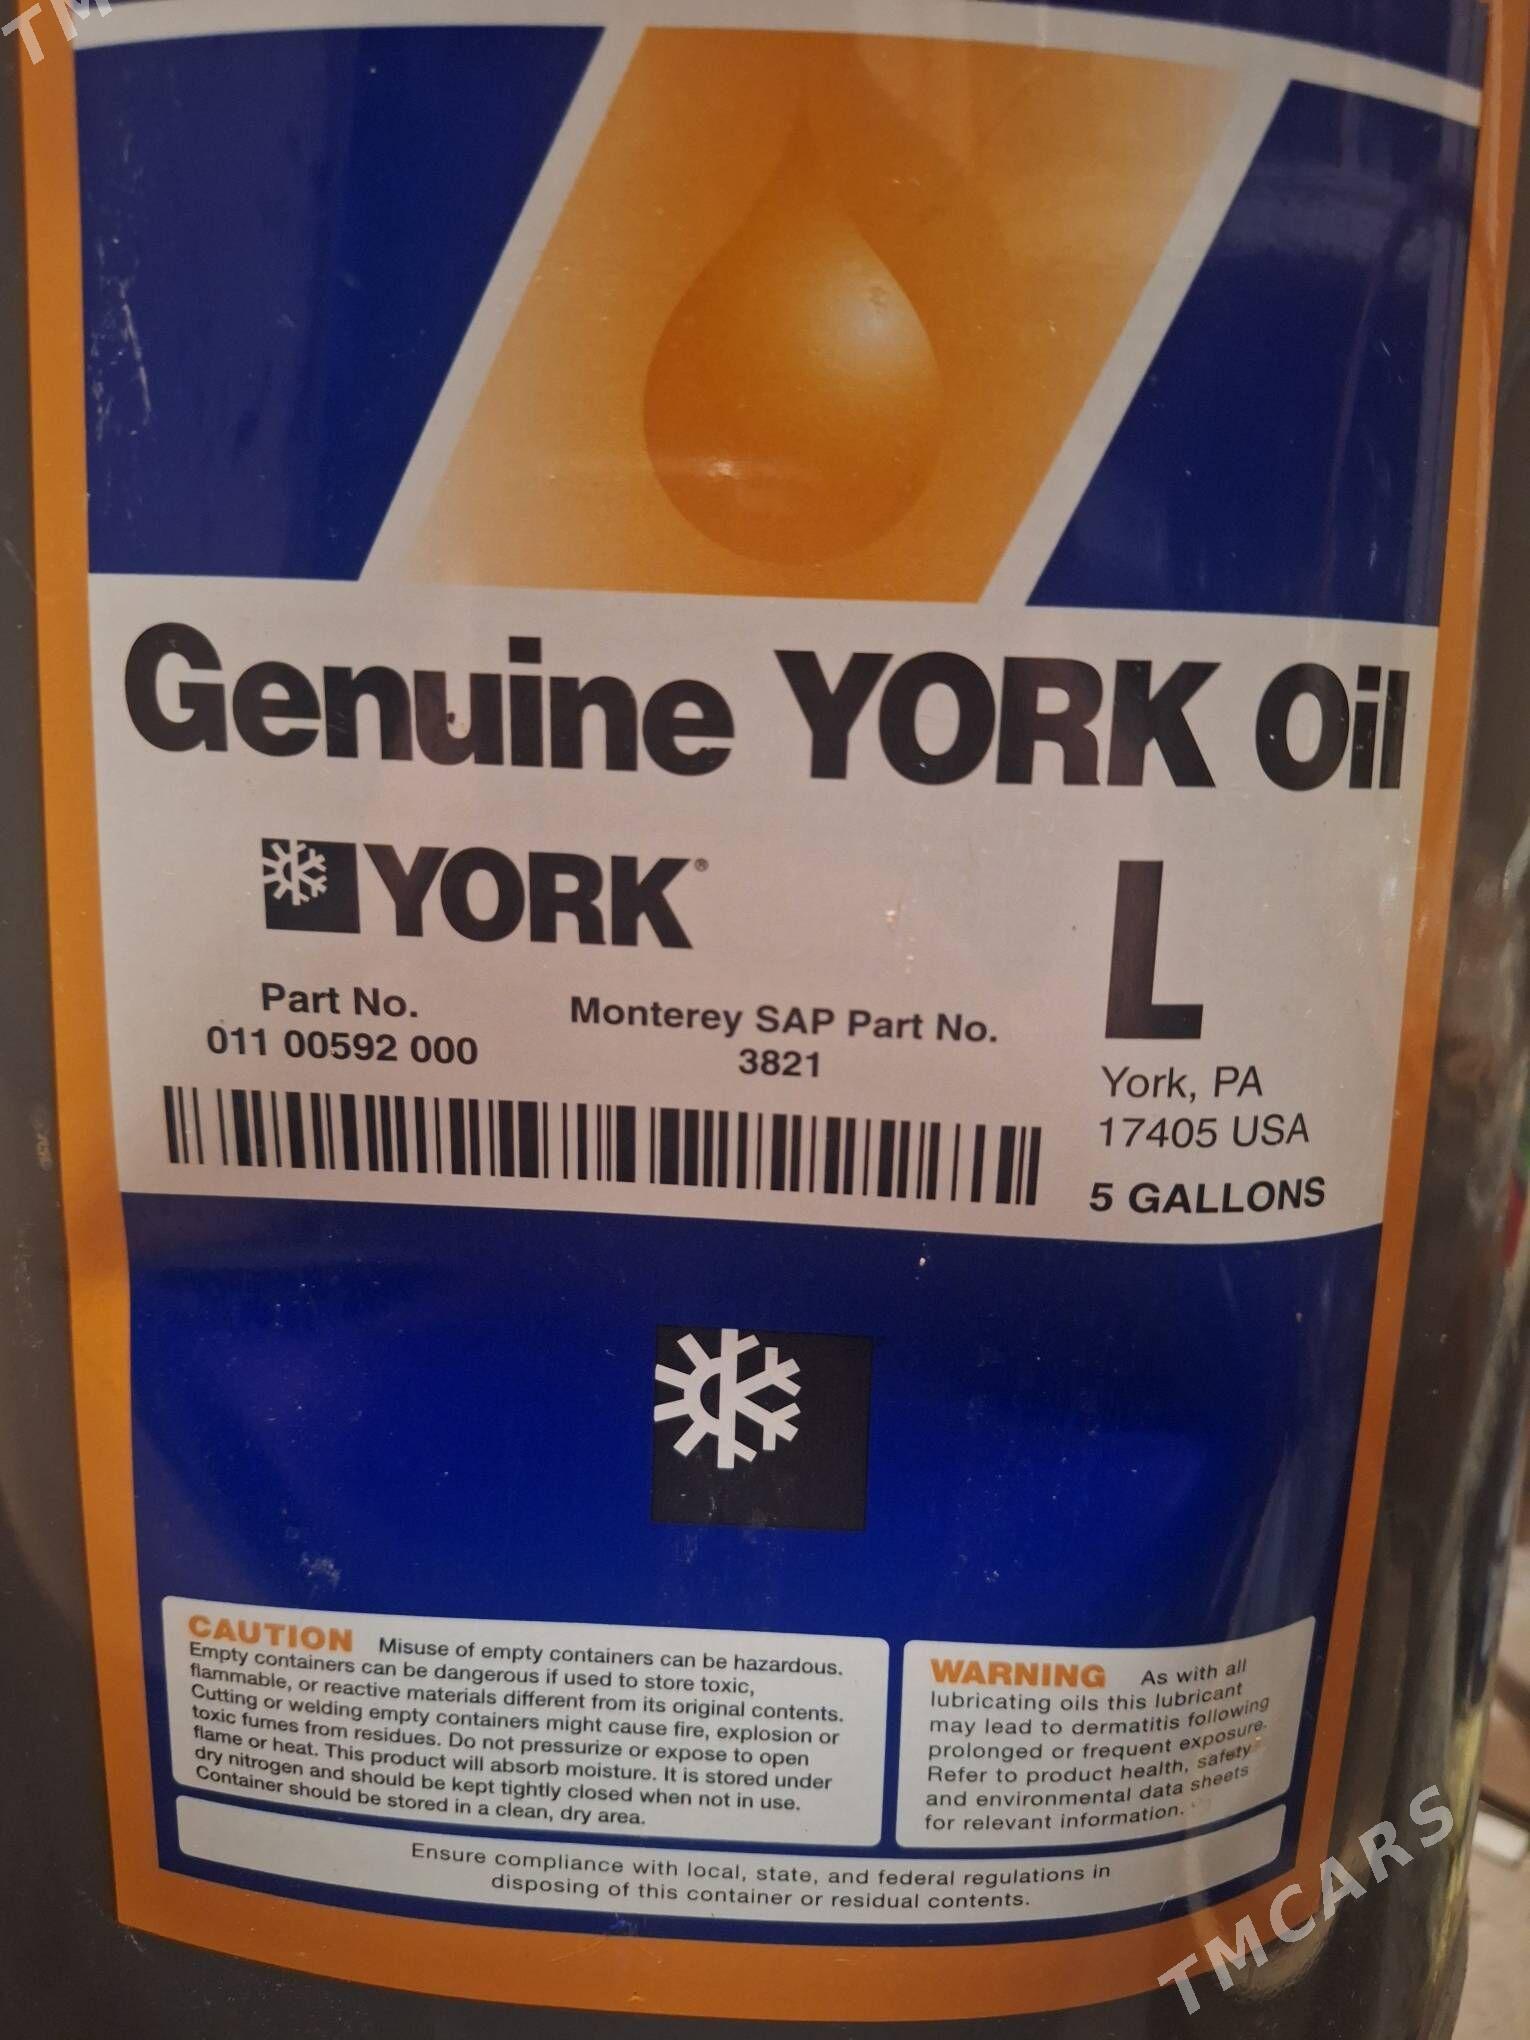 TM
Genuine YORK Oil
YORK®
L
Part No.
011 00592 000
Monterey SAP Part No.
3821
York, PA
17405 USA
5 GALLONS
CAUTION Misuse of empty containers can be hazardous.
Empty containers can be dangerous if used to store toxic,
flammable, or reactive materials different from its original contents.
Cutting or welding empty containers might cause fire, explosion or
toxic fumes from residues. Do not pressurize or expose to open
flame or heat. This product will absorb moisture. It is stored under
dry nitrogen and should be kept tightly closed when not in use.
Container should be stored in a clean, dry area.
WARNING As with all
lubricating oils this lubricant
may lead to dermatitis following
prolonged or frequent exposure.
Refer to product health, safety
and environmental data sheets
for relevant information.
Ensure compliance with local, state, and federal regulations in
disposing of this container or residual contents.
TMCARS